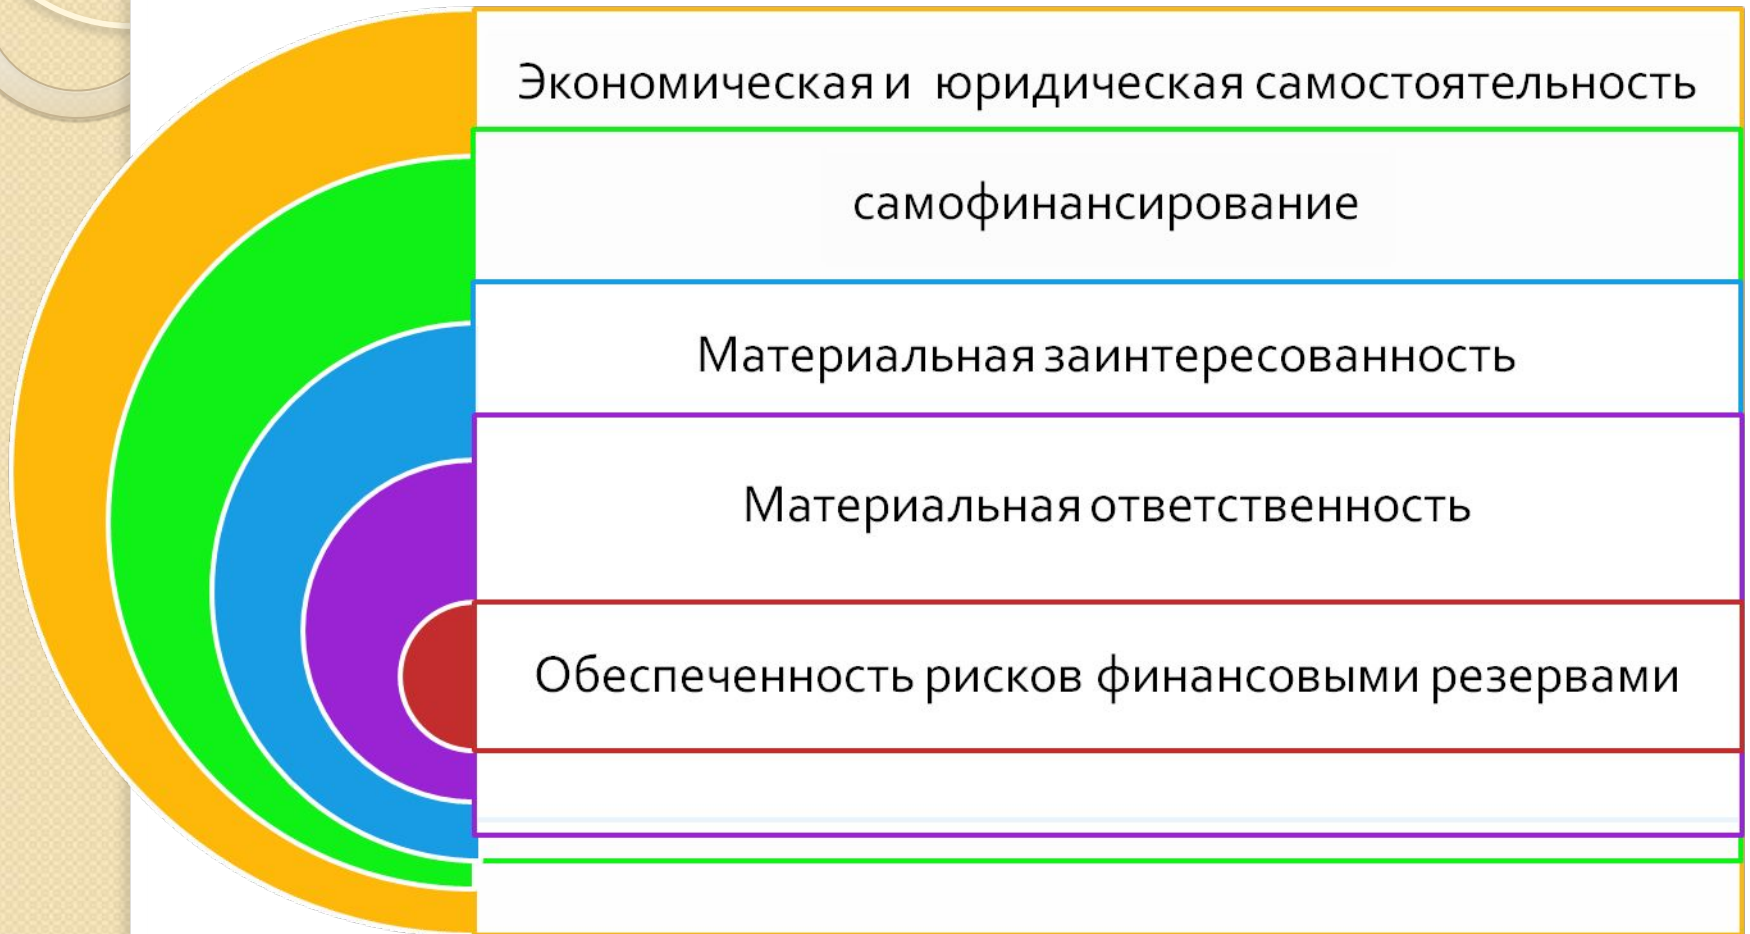 Экономическая и юридическая самостоятельность
самофинансирование
Материальная заинтересованность
Материальная ответственность
Обеспеченность рисков финансовыми резервами